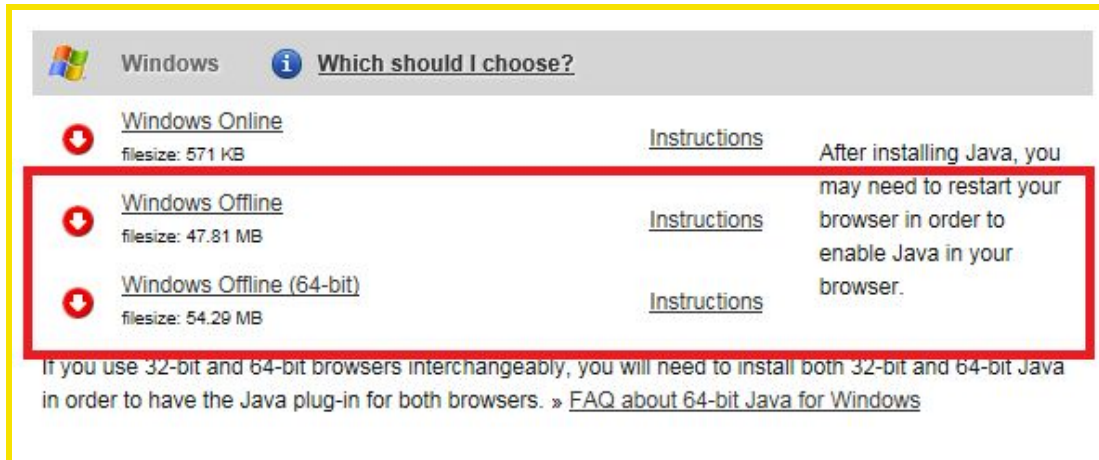 Windows Which should I choose?
Windows Online
filesize: 571 KB
Instructions
Windows Offline
filesize: 47.81 MB
Instructions
Windows Offline (64-bit)
filesize: 54.29 MB
Instructions
After installing Java, you
may need to restart your
browser in order to
enable Java in your
browser.
If you use 32-bit and 64-bit browsers interchangeably, you will need to install both 32-bit and 64-bit Java
in order to have the Java plug-in for both browsers. » FAQ about 64-bit Java for Windows